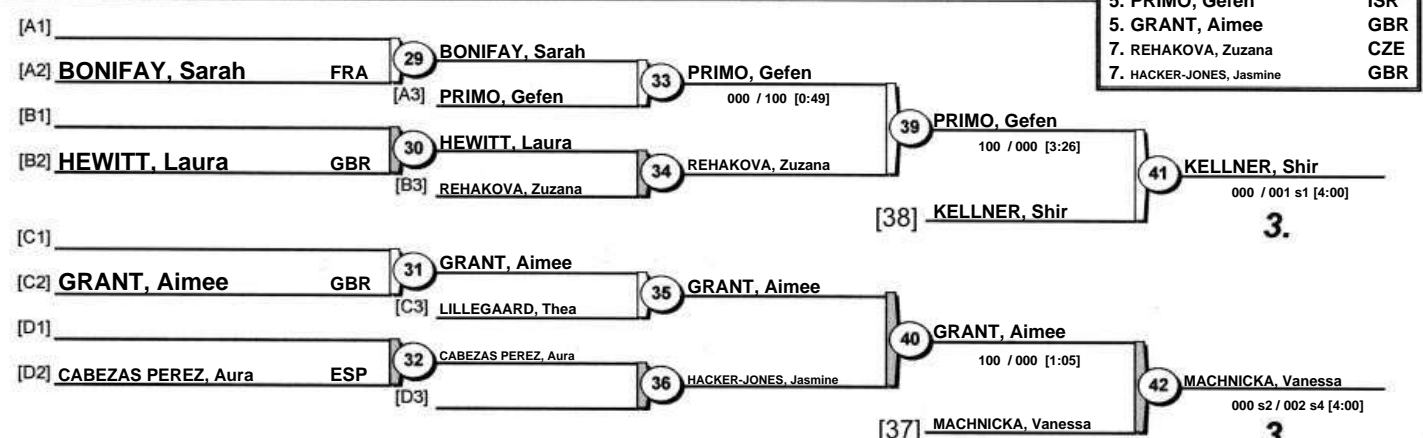 5. PRIMO, Gefen ISR
5. GRANT, Aimee GBR
7. REHAKOVA, Zuzana CZE
7. HACKER-JONES, Jasmine GBR
[A1]
[A2] BONIFAY, Sarah FRA
29
BONIFAY, Sarah
[A3] PRIMO, Gefen
33
PRIMO, Gefen
000 / 100 [0:49]
[B1]
[B2] HEWITT, Laura GBR
30
HEWITT, Laura
[B3] REHAKOVA, Zuzana
34
REHAKOVA, Zuzana
39
PRIMO, Gefen
100 / 000 [3:26]
[38] KELLNER, Shir
41
KELLNER, Shir
000 / 001 s1 [4:00]
3.
[C1]
[C2] GRANT, Aimee GBR
31
GRANT, Aimee
[C3] LILLEGAARD, Thea
35
GRANT, Aimee
[D1]
[D2] CABEZAS PEREZ, Aura ESP
32
CABEZAS PEREZ, Aura
[D3]
36
HACKER-JONES, Jasmine
40
GRANT, Aimee
100 / 000 [1:05]
[37] MACHNICKA, Vanessa
42
MACHNICKA, Vanessa
000 s2 / 002 s4 [4:00]
3.